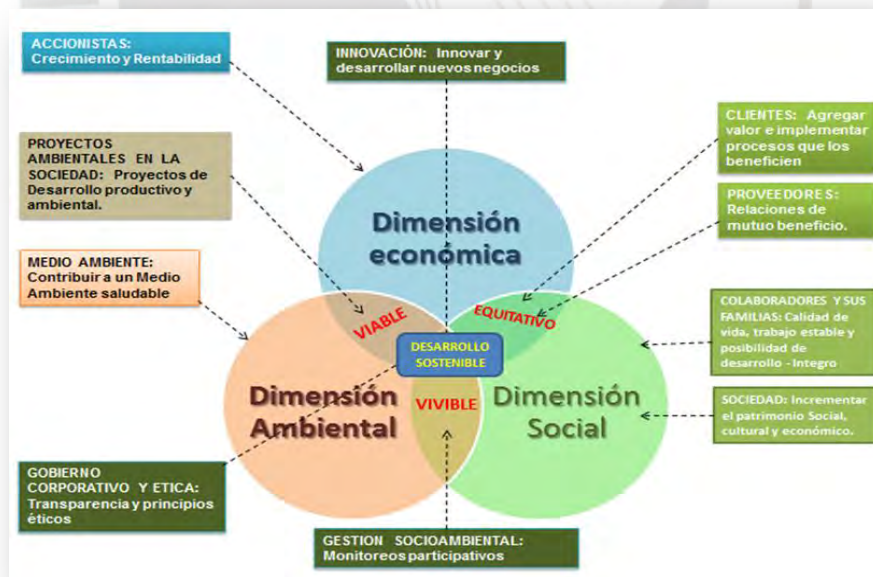 ACCIONISTAS:
Crecimiento y Rentabilidad
INNOVACIÓN: Innovar y
desarrollar nuevos negocios
CLIENTES: Agregar
valor e implementar
procesos que los
beneficien
PROYECTOS
AMBIENTALES EN LA
SOCIEDAD: Proyectos de
Desarrollo productivo y
ambiental.
PROVEEDORES:
Relaciones de
mutuo beneficio.
Dimensión
económica
MEDIO AMBIENTE:
Contribuir a un Medio
Ambiente saludable
VIABLE
EQUITATIVO
COLABORADORES Y SUS
FAMILIAS: Calidad de
vida, trabajo estable y
posibilidad de
desarrollo - Integro
DESARROLLO
SOSTENIBLE
Dimensión
Ambiental
VIVIBLE
Dimensión
Social
SOCIEDAD: Incrementar
el patrimonio Social,
cultural y económico.
GOBIERNO
CORPORATIVO Y ETICA:
Transparencia y principios
éticos
GESTION SOCIOAMBIENTAL:
Monitoreos participativos